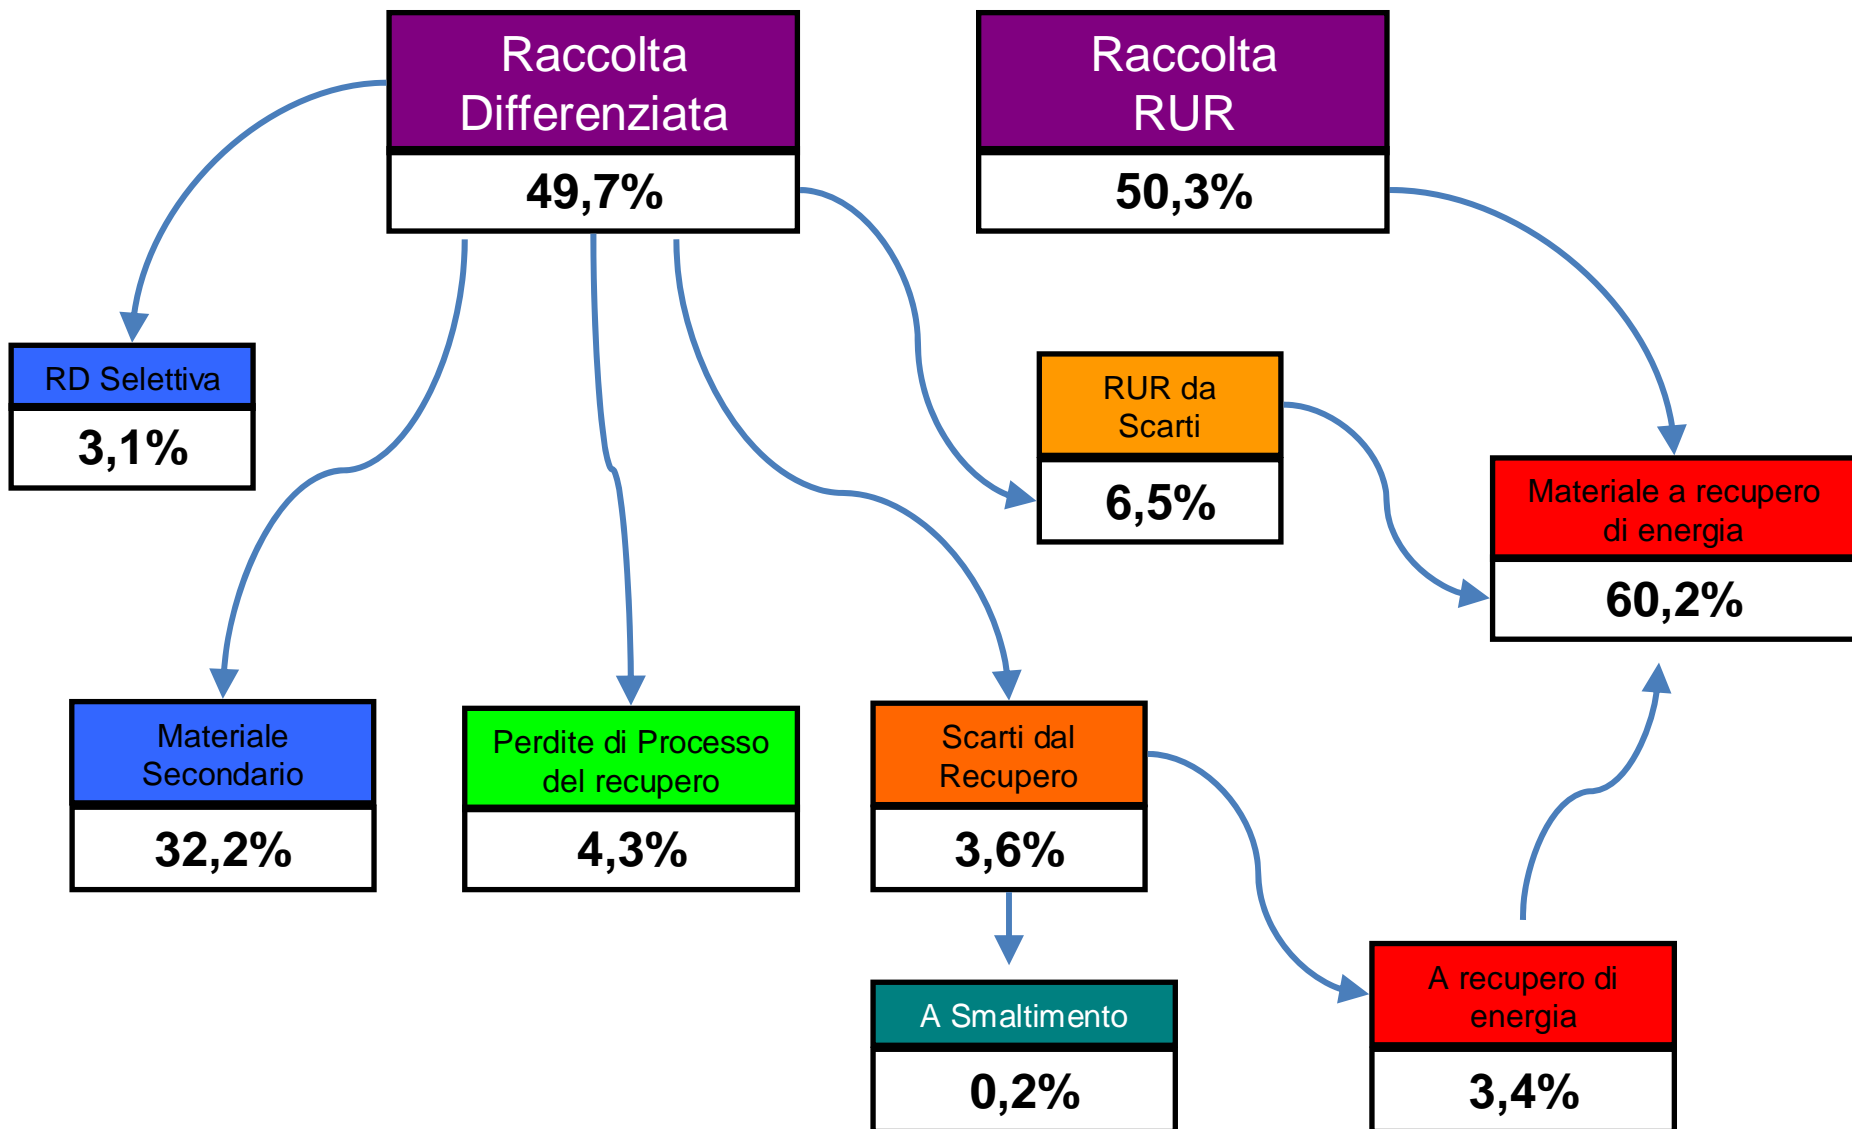 Raccolta
Differenziata
49,7%
Raccolta
RUR
50,3%
RD Selettiva
3,1%
RUR da
Scarti
6,5%
Materiale a recupero
di energia
60,2%
Materiale
Secondario
32,2%
Perdite di Processo
del recupero
4,3%
Scarti dal
Recupero
3,6%
A Smaltimento
0,2%
A recupero di
energia
3,4%